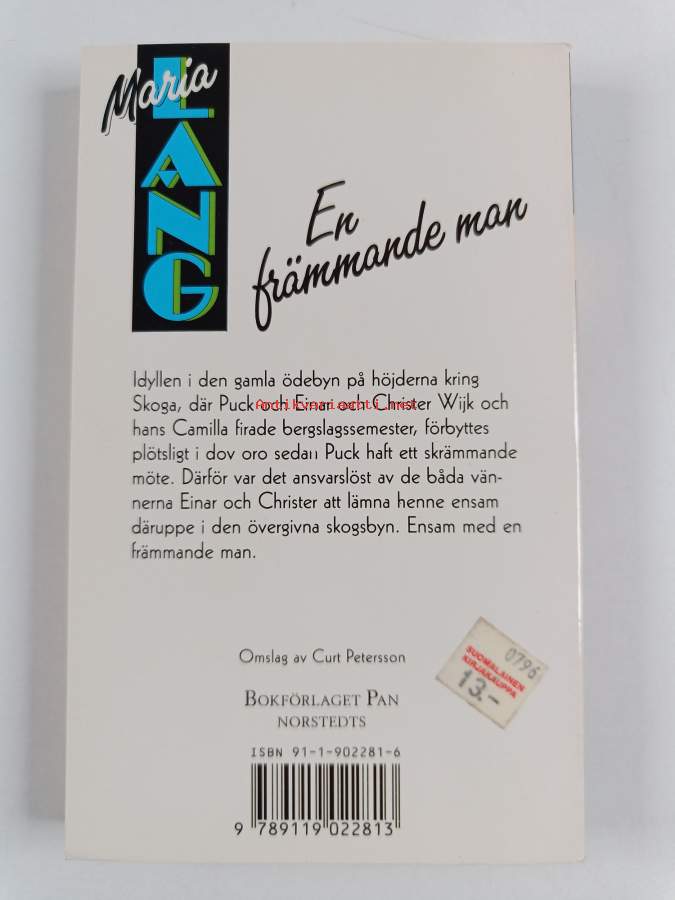 Maria
LANG
En
främmande man
Idyllen i den gamla ödebyn på höjderna kring
Skoga, där Puck och Einar och Christer Wijk och
Antikvariaatti.net
hans Camilla firade bergslagssemester, förbyttes
plötsligt i dov oro sedan Puck haft ett skrämmande
möte. Därför var det ansvarslöst av de båda vän-
nerna Einar och Christer att lämna henne ensam
däruppe i den övergivna skogsbyn. Ensam med en
främmande man.
Omslag av Curt Petersson
0796
SUOMALAINEN
KIRJAKAUPPA
13.-
BOKFÖRLAGET PAN
NORSTEDTS
ISBN 91-1-902281-6
9 789119 022813